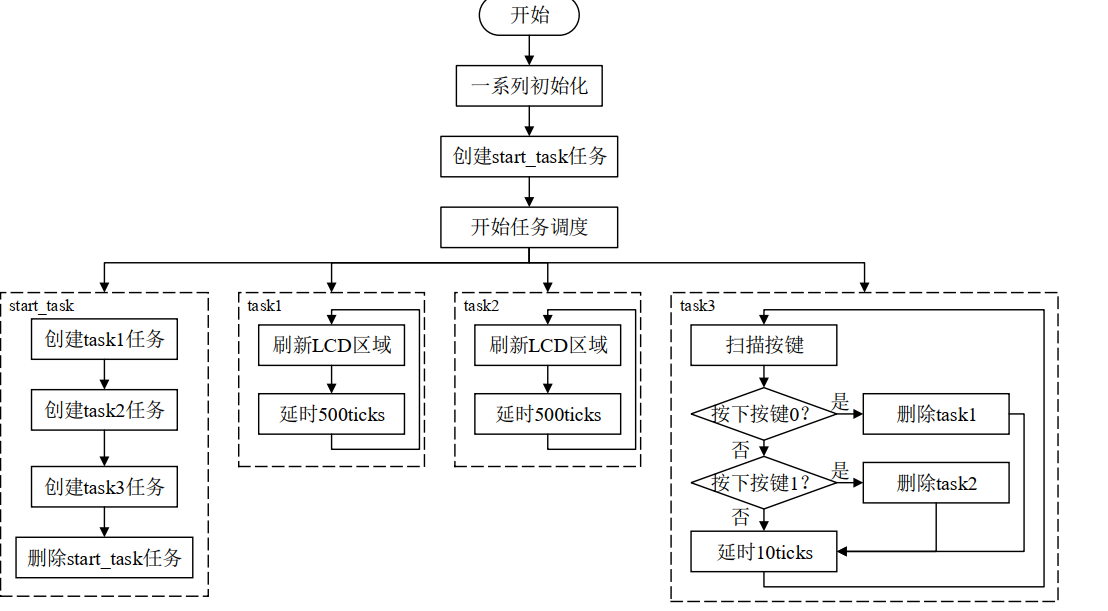 开始
一系列初始化
创建start_task任务
开始任务调度
start_task
创建task1任务
创建task2任务
创建task3任务
删除start_task任务
task1
刷新LCD区域
延时500ticks
task2
刷新LCD区域
延时500ticks
task3
扫描按键
按下按键0?
是
删除task1
否
按下按键1?
是
删除task2
否
延时10ticks